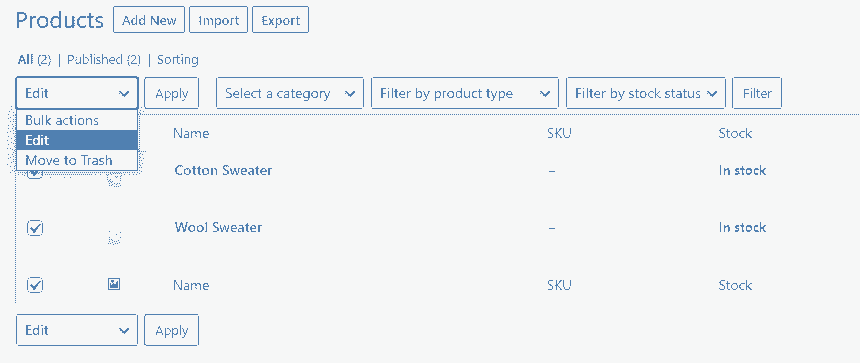 Products Add New Import Export
All (2) | Published (2) | Sorting
Edit Apply Select a category Filter by product type Filter by stock status Filter
Bulk actions
Edit
Move to Trash
Name SKU Stock
Cotton Sweater – In stock
Wool Sweater – In stock
Name SKU Stock
Edit Apply